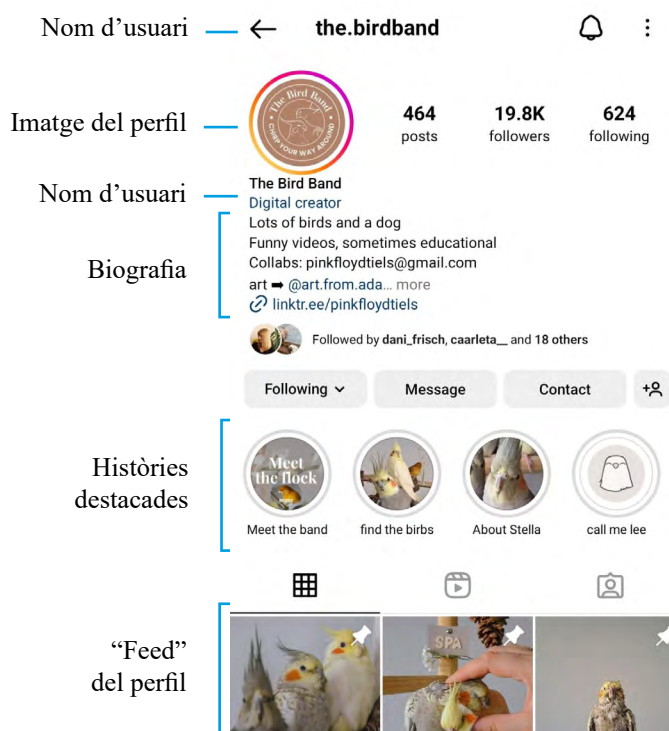 Nom d’usuari
the.birdband
Imatge del perfil
The Bird Band
CHIRP YOUR WAY AROUND
464
19.8K
624
posts
followers
following
Nom d’usuari
The Bird Band
Digital creator
Biografia
Lots of birds and a dog
Funny videos, sometimes educational
Collabs: pinkfloydtiels@gmail.com
art ➡ @art.from.ada... more
linktr.ee/pinkfloydtiels
Followed by dani_frisch, caarleta__ and 18 others
Following
Message
Contact
Històries
destacades
Meet
the flock
Meet the band
find the birbs
About Stella
call me lee
“Feed”
del perfil
SPA